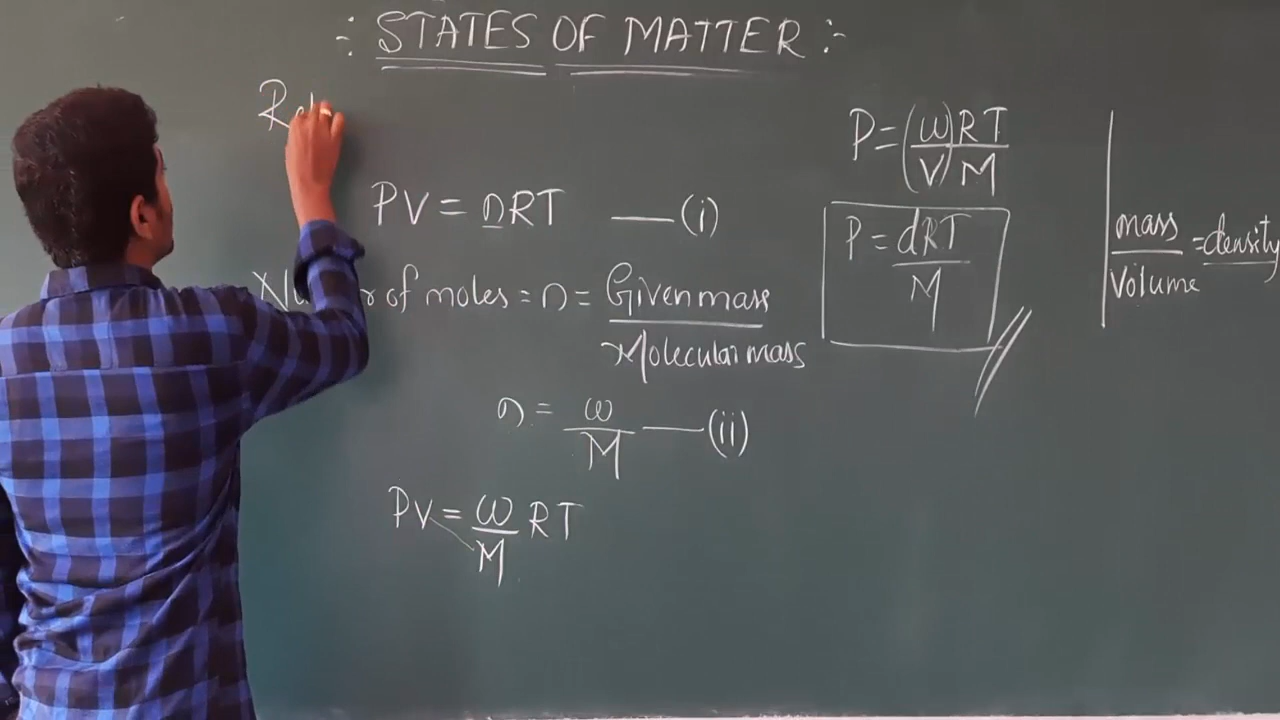 :- STATES OF MATTER :-
PV = nRT —— (i)
of moles = n = Given mass / Molecular mass
n = w/M —— (ii)
PV = w/M RT
P = (w/V) RT/M
P = dRT/M
mass/Volume = density